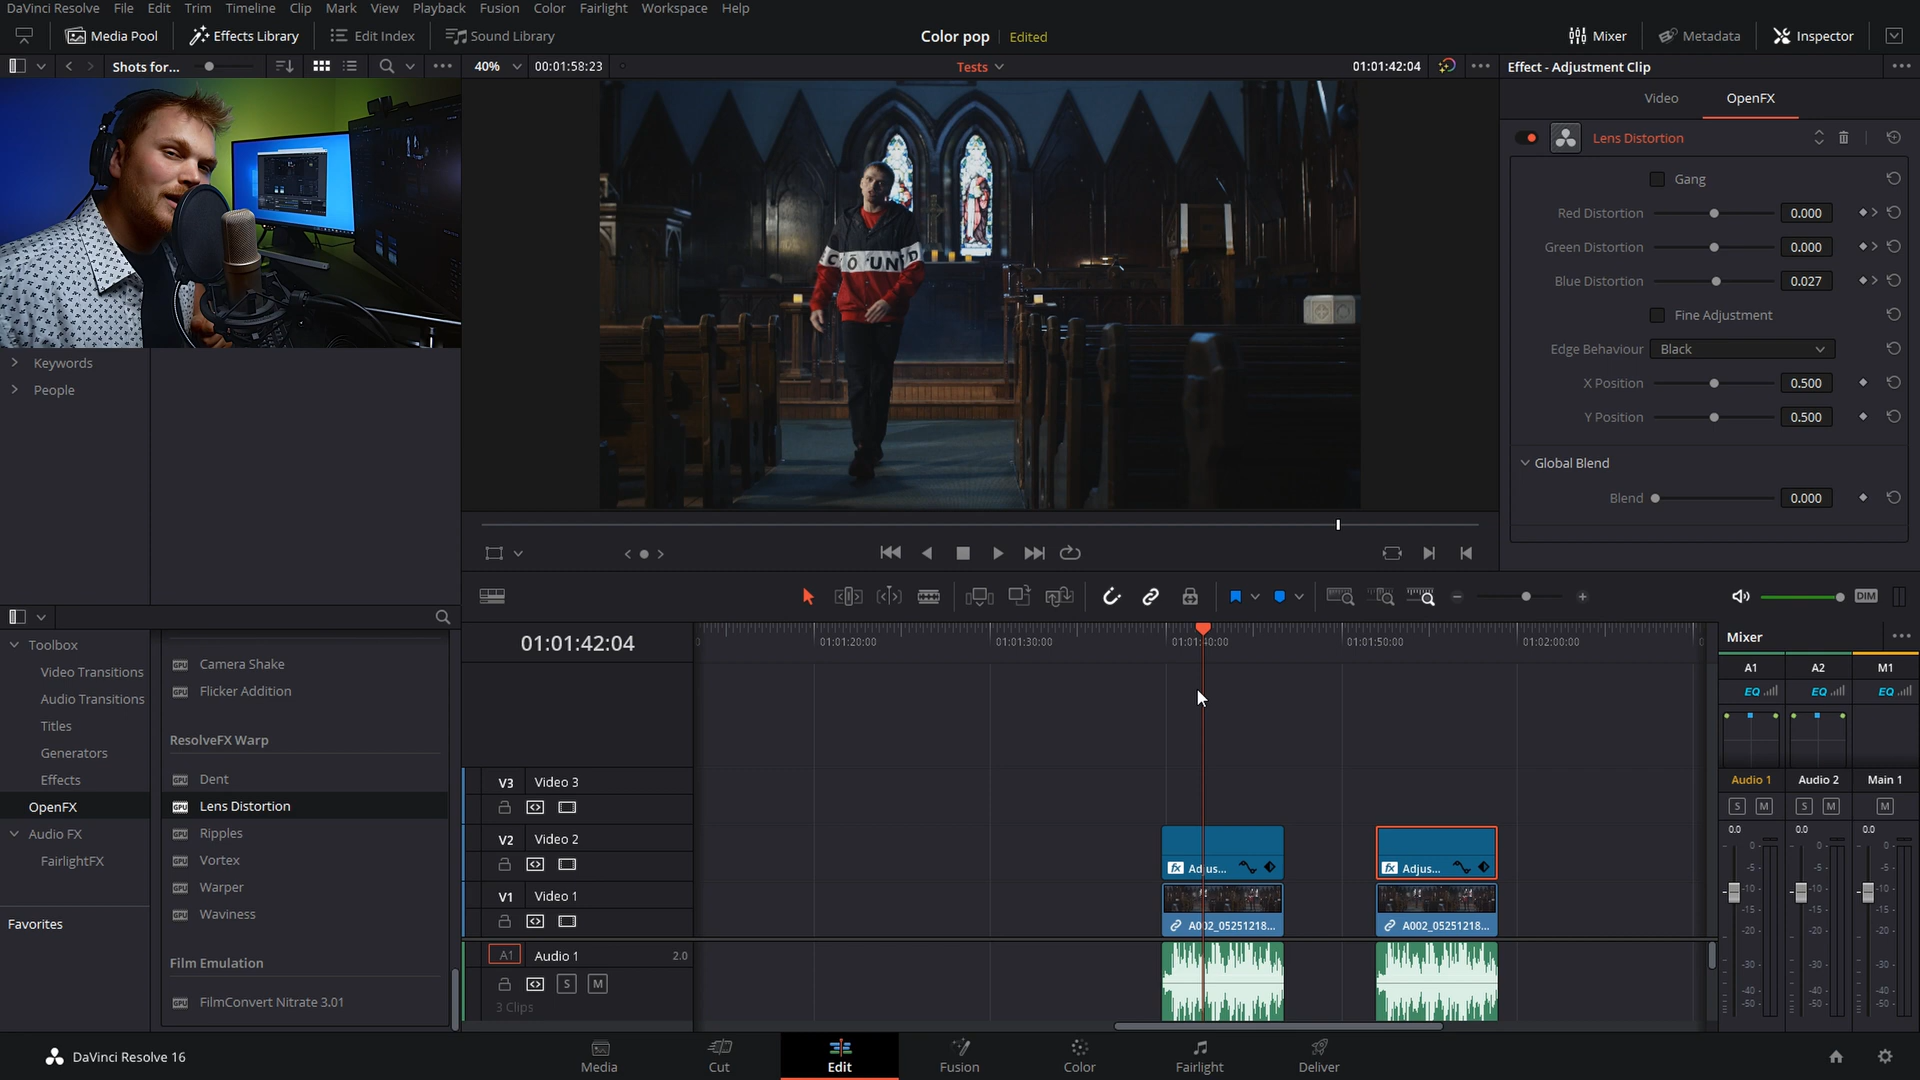 DaVinci Resolve File Edit Trim Timeline Clip Mark View Playback Fusion Color Fairlight Workspace Help
Media Pool Effects Library Edit Index Sound Library Color pop Edited Mixer Metadata Inspector
Shots for... 40% 00:01:58:23 Tests 01:01:42:04 Effect - Adjustment Clip
Video OpenFX
Lens Distortion
Gang
Red Distortion 0.000
Green Distortion 0.000
Blue Distortion 0.027
Fine Adjustment
Edge Behaviour Black
X Position 0.500
Y Position 0.500
Global Blend
Blend 0.000
COUND
Keywords
People
Toolbox
Video Transitions
Audio Transitions
Titles
Generators
Effects
OpenFX
Audio FX
FairlightFX
Favorites
Camera Shake
Flicker Addition
ResolveFX Warp
Dent
GPU Lens Distortion
Ripples
Vortex
Warper
Waviness
Film Emulation
FilmConvert Nitrate 3.01
DIM
01:01:42:04
01:01:20:00 01:01:30:00 01:01:40:00 01:01:50:00 01:02:00:00
V3 Video 3
V2 Video 2
fx Adjus... fx Adjus...
V1 Video 1
A002_05251218... A002_05251218...
A1 Audio 1 2.0
S M
3 Clips
Mixer
A1 A2 M1
EQ EQ EQ
Audio 1 Audio 2 Main 1
S M S M M
0.0 0.0 0.0
0- 0- 0-
-5- -5- -5-
-10- -10- -10-
-15- -15- -15-
-20- -20- -20-
-30- -30- -30-
-40- -40- -40-
-50- -50- -50-
DaVinci Resolve 16 Media Cut Edit Fusion Color Fairlight Deliver